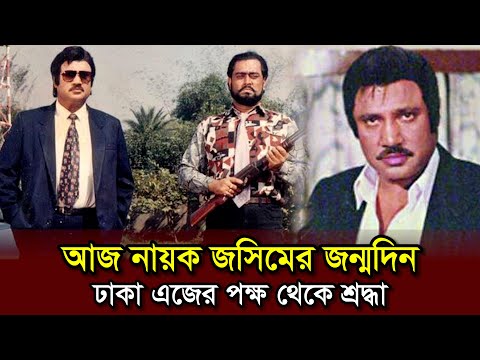 আজ নায়ক জসিমের জন্মদিন
ঢাকা এজের পক্ষ থেকে শ্রদ্ধা